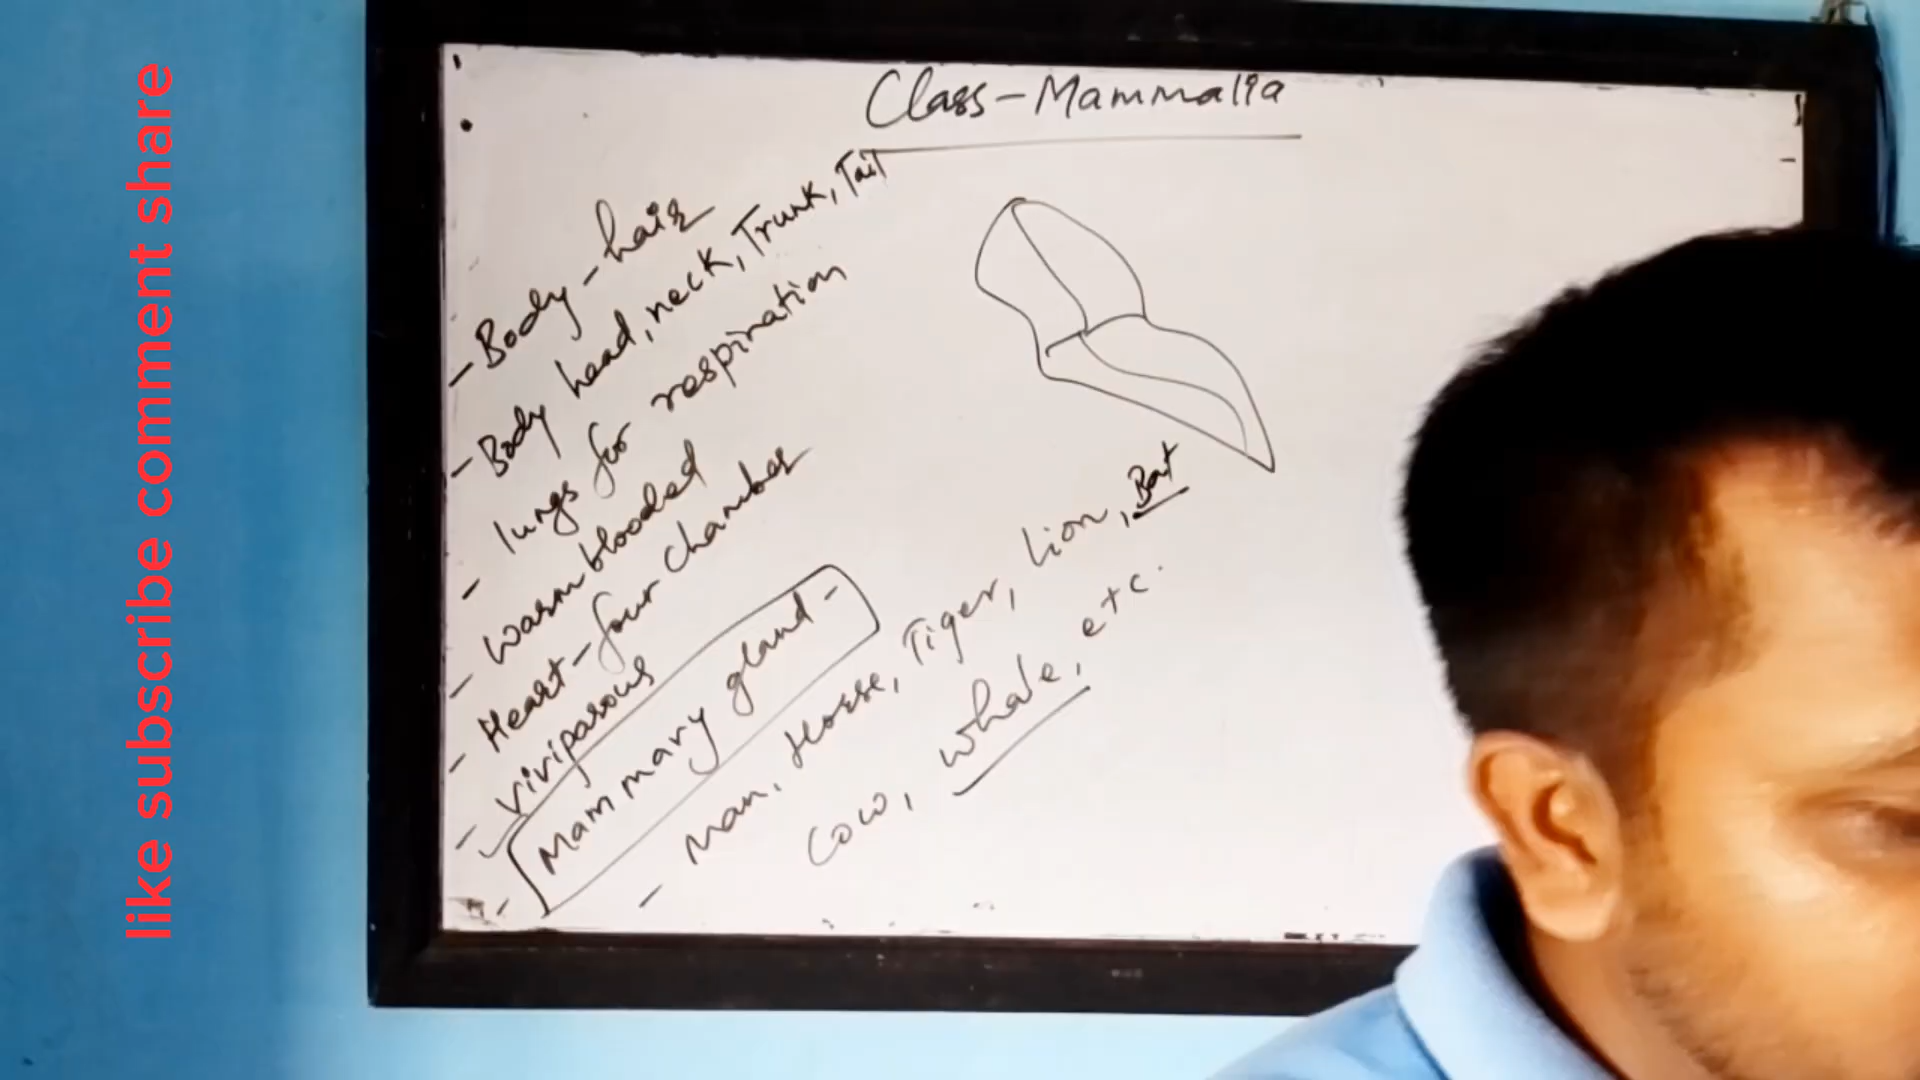 like subscribe comment share
Class - Mammalia
- Body - hair
- Body head, neck, Trunk, Tail
- lungs for respiration
- warm blooded
- Heart - four chamber
- viviparous
- Mammary gland -
- Man, Horse, Tiger, Lion, Bat
Cow, whale, etc.